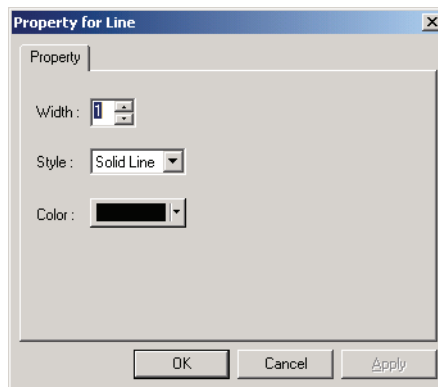 Property for Line
Property
Width : 1
Style : Solid Line
Color :
OK Cancel Apply